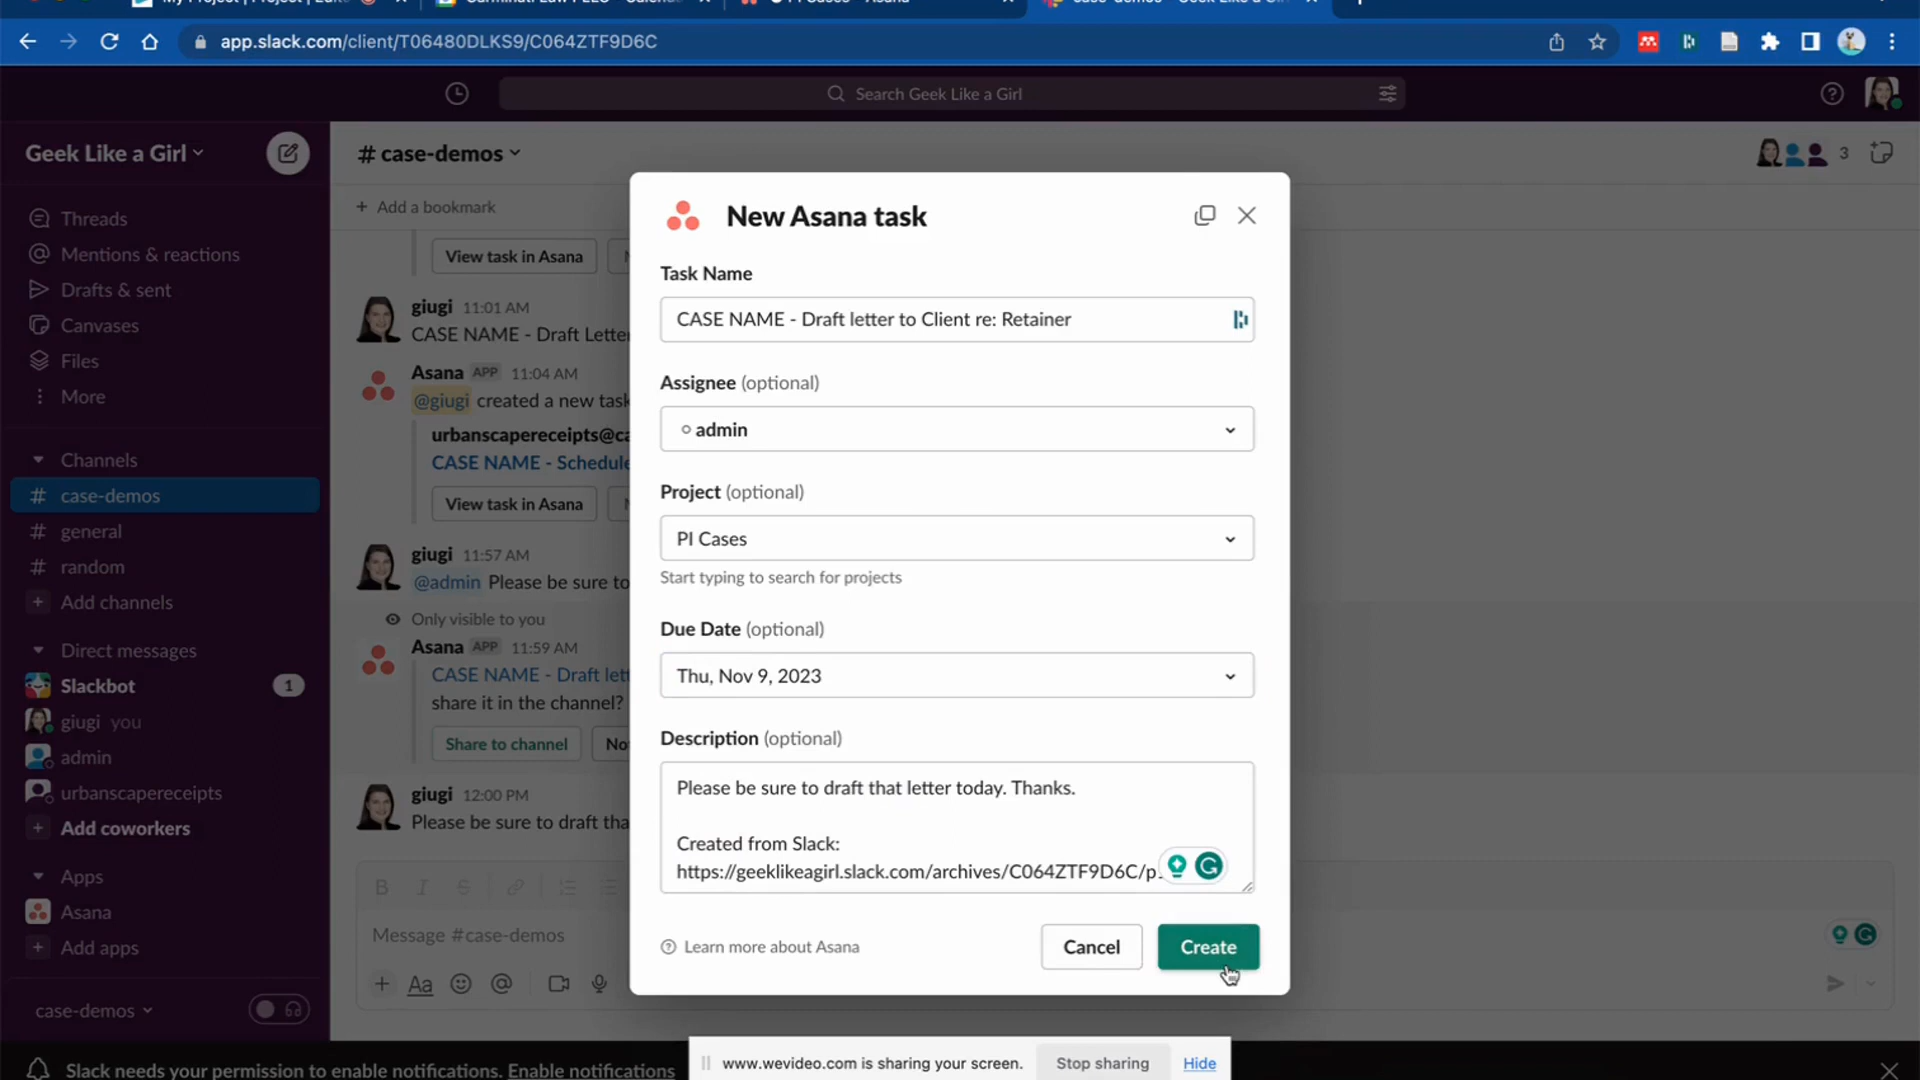 app.slack.com/client/T06480DLKS9/C064ZTF9D6C
Search Geek Like a Girl
Geek Like a Girl
# case-demos
3
Threads
Mentions & reactions
Drafts & sent
Canvases
Files
More
Channels
# case-demos
# general
# random
+ Add channels
Direct messages
Slackbot 1
giugi you
admin
urbanscapereceipts
+ Add coworkers
Apps
Asana
+ Add apps
case-demos
+ Add a bookmark
View task in Asana
giugi 11:01 AM
CASE NAME - Draft Letter
Asana APP 11:04 AM
@giugi created a new task
urbanscapereceipts@ca
CASE NAME - Schedule
View task in Asana
giugi 11:57 AM
@admin Please be sure to
Only visible to you
Asana APP 11:59 AM
CASE NAME - Draft lett
share it in the channel?
Share to channel
giugi 12:00 PM
Please be sure to draft tha
B I S
Message #case-demos
+ Aa @
New Asana task
Task Name
CASE NAME - Draft letter to Client re: Retainer
Assignee (optional)
admin
Project (optional)
PI Cases
Start typing to search for projects
Due Date (optional)
Thu, Nov 9, 2023
Description (optional)
Please be sure to draft that letter today. Thanks.
Created from Slack:
https://geeklikeagirl.slack.com/archives/C064ZTF9D6C/p
Learn more about Asana
Cancel
Create
www.wevideo.com is sharing your screen.
Stop sharing
Hide
Slack needs your permission to enable notifications. Enable notifications